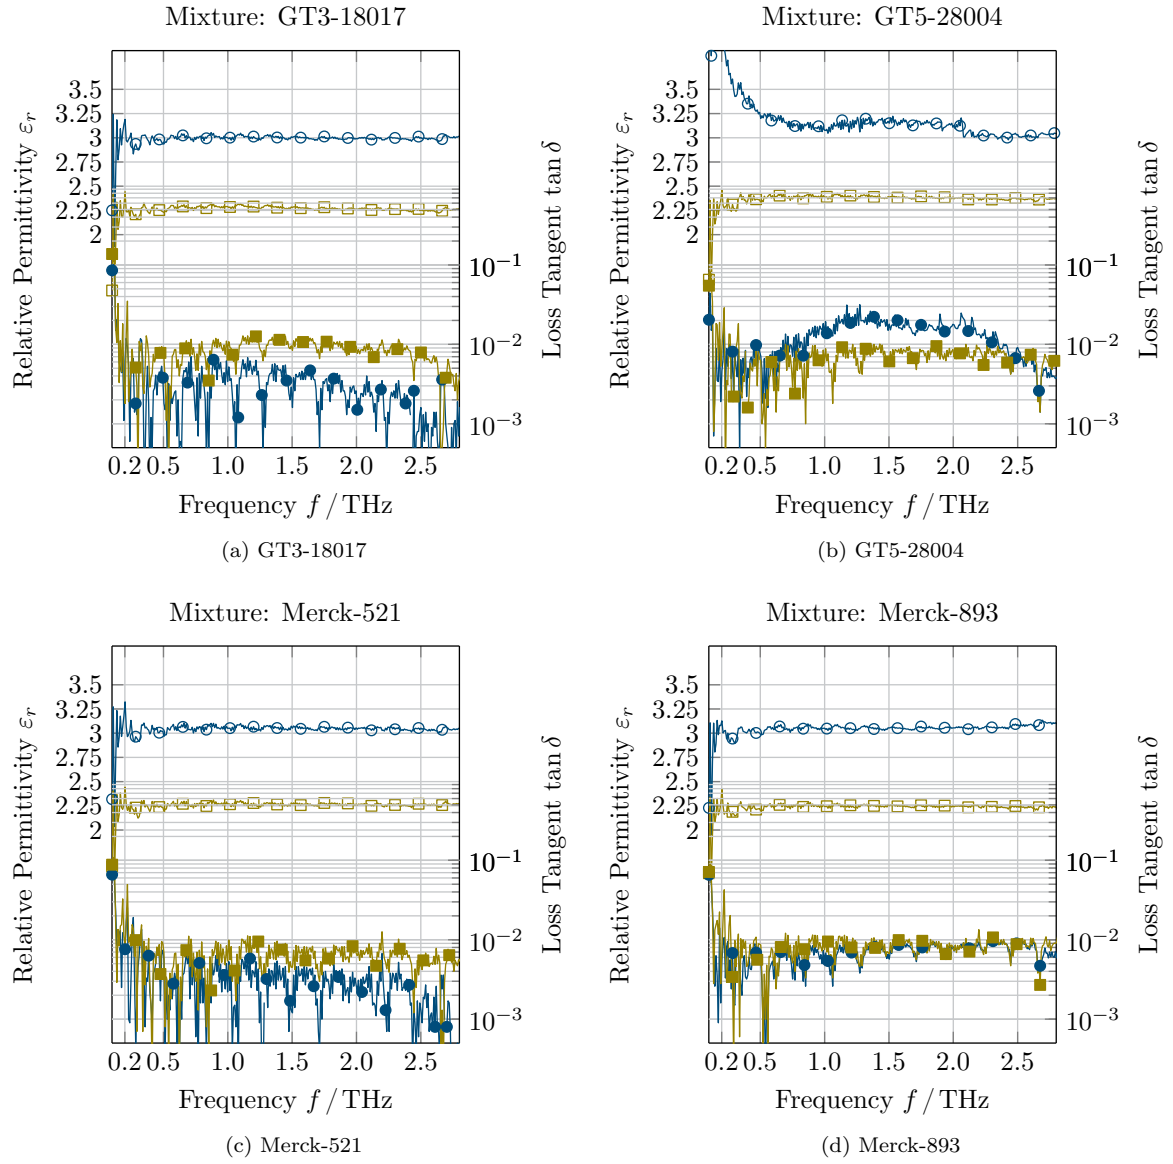 Mixture: GT3-18017
Relative Permittivity εr
3.5
3.25
3
2.75
2.5
2.25
2
10⁻¹
10⁻²
10⁻³
Loss Tangent tan δ
0.2 0.5 1.0 1.5 2.0 2.5
Frequency f / THz
(a) GT3-18017
Mixture: GT5-28004
Relative Permittivity εr
3.5
3.25
3
2.75
2.5
2.25
2
10⁻¹
10⁻²
10⁻³
Loss Tangent tan δ
0.2 0.5 1.0 1.5 2.0 2.5
Frequency f / THz
(b) GT5-28004
Mixture: Merck-521
Relative Permittivity εr
3.5
3.25
3
2.75
2.5
2.25
2
10⁻¹
10⁻²
10⁻³
Loss Tangent tan δ
0.2 0.5 1.0 1.5 2.0 2.5
Frequency f / THz
(c) Merck-521
Mixture: Merck-893
Relative Permittivity εr
3.5
3.25
3
2.75
2.5
2.25
2
10⁻¹
10⁻²
10⁻³
Loss Tangent tan δ
0.2 0.5 1.0 1.5 2.0 2.5
Frequency f / THz
(d) Merck-893